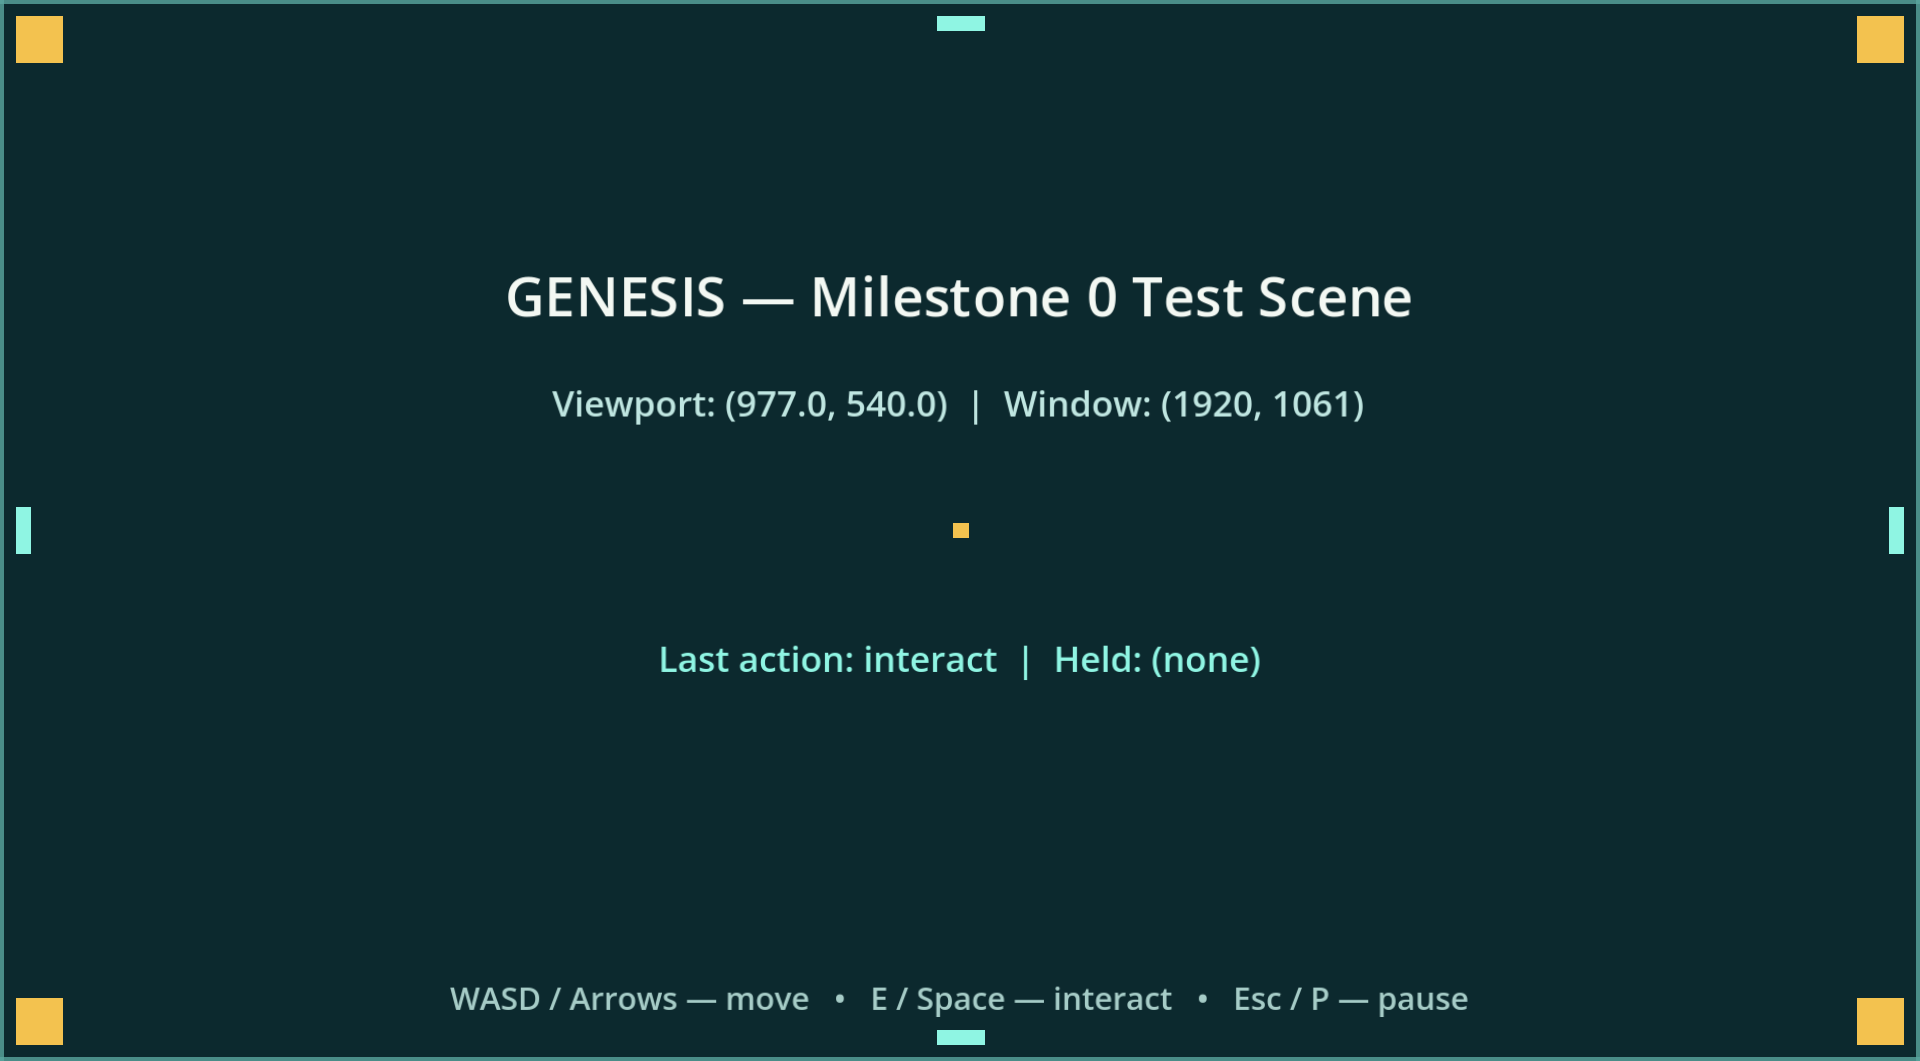 GENESIS — Milestone 0 Test Scene
Viewport: (977.0, 540.0) | Window: (1920, 1061)
Last action: interact | Held: (none)
WASD / Arrows — move • E / Space — interact • Esc / P — pause